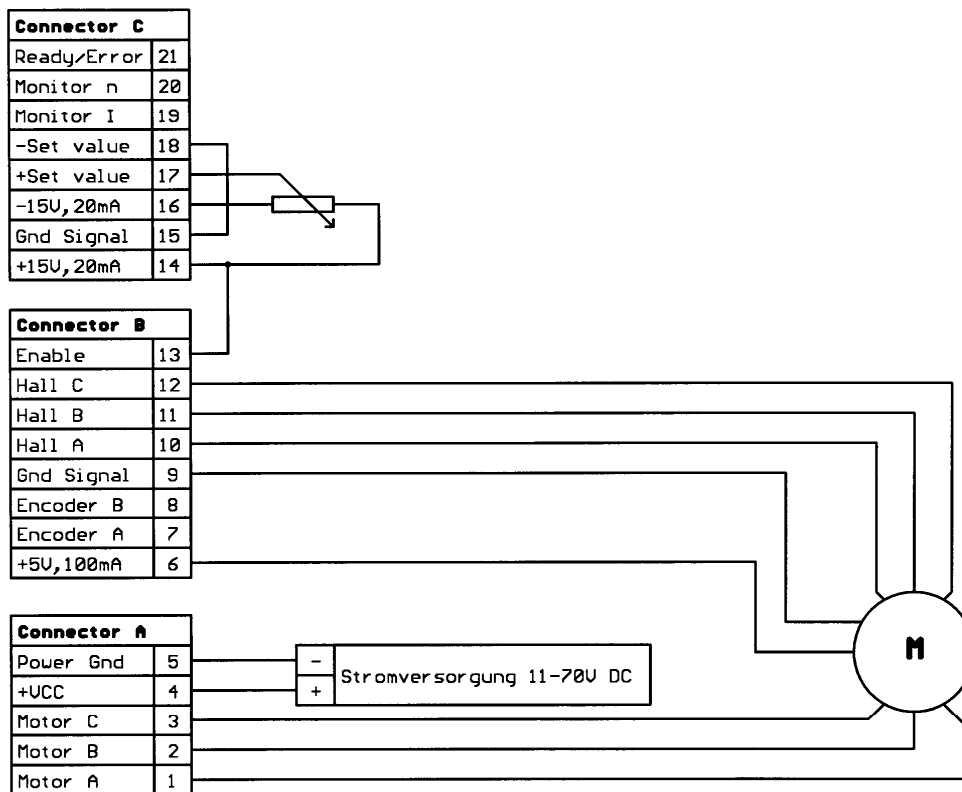 Connector C
Ready/Error 21
Monitor n 20
Monitor I 19
-Set value 18
+Set value 17
-15V,20mA 16
Gnd Signal 15
+15V,20mA 14
Connector B
Enable 13
Hall C 12
Hall B 11
Hall A 10
Gnd Signal 9
Encoder B 8
Encoder A 7
+5V,100mA 6
M
Connector A
Power Gnd 5
- Stromversorgung 11-70V DC
+VCC 4
+
Motor C 3
Motor B 2
Motor A 1